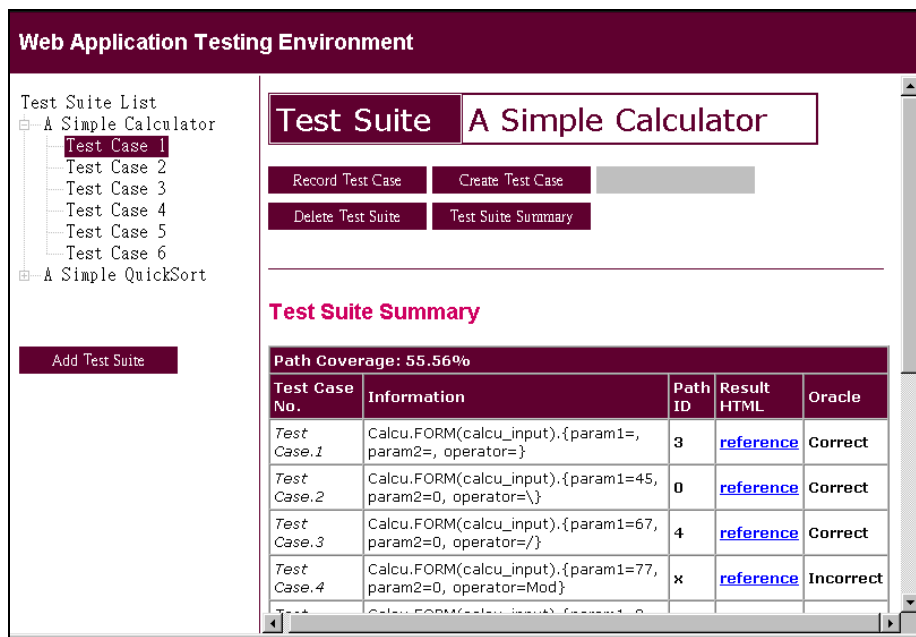 Web Application Testing Environment
Test Suite List
A Simple Calculator
Test Case 1
Test Case 2
Test Case 3
Test Case 4
Test Case 5
Test Case 6
A Simple QuickSort
Add Test Suite
Test Suite A Simple Calculator
Record Test Case Create Test Case
Delete Test Suite Test Suite Summary
Test Suite Summary
Path Coverage: 55.56%
Test Case No. Information Path ID Result HTML Oracle
Test Case.1 Calcu.FORM(calcu_input).{param1=, param2=, operator=} 3 reference Correct
Test Case.2 Calcu.FORM(calcu_input).{param1=45, param2=0, operator=\} 0 reference Correct
Test Case.3 Calcu.FORM(calcu_input).{param1=67, param2=0, operator=/} 4 reference Correct
Test Case.4 Calcu.FORM(calcu_input).{param1=77, param2=0, operator=Mod} x reference Incorrect